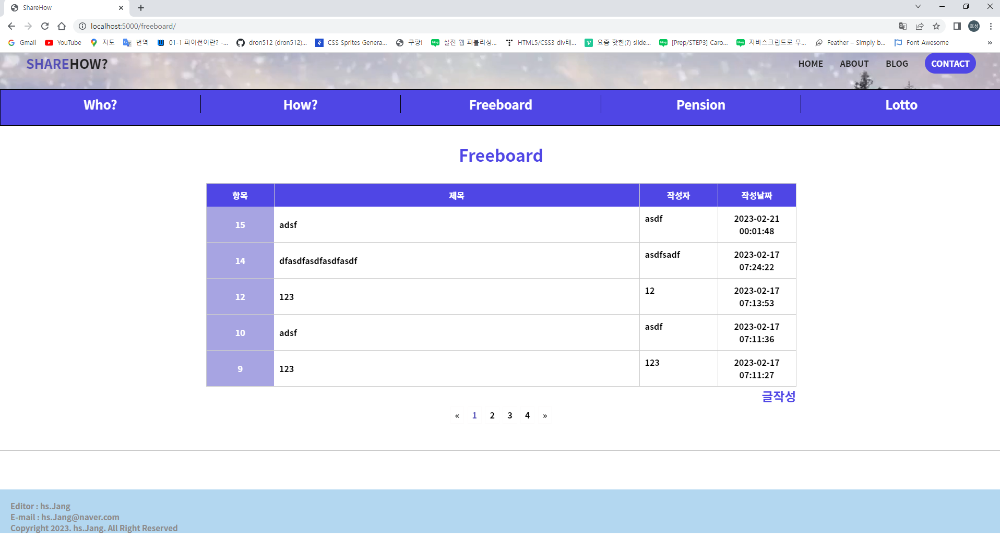 ShareHow
localhost:5000/freeboard/
호성
Gmail YouTube 지도 번역 01-1 파이썬이란? -... dron512 (dron512)... CSS Sprites Genera... 쿠팡! 실전 웹 퍼블리싱... HTML5/CSS3 div태... 요즘 핫한(?) slide... [Prep/STEP3] Caro... 자바스크립트로 무... Feather – Simply b... Font Awesome »
SHAREHOW? HOME ABOUT BLOG CONTACT
Who? How? Freeboard Pension Lotto
Freeboard
항목 제목 작성자 작성날짜
15 adsf asdf 2023-02-21
00:01:48
14 dfasdfasdfasdfasdf asdfsadf 2023-02-17
07:24:22
12 123 12 2023-02-17
07:13:53
10 adsf asdf 2023-02-17
07:11:36
9 123 123 2023-02-17
07:11:27
글작성
« 1 2 3 4 »
Editor : hs.Jang
E-mail : hs.Jang@naver.com
Copyright 2023. hs.Jang. All Right Reserved